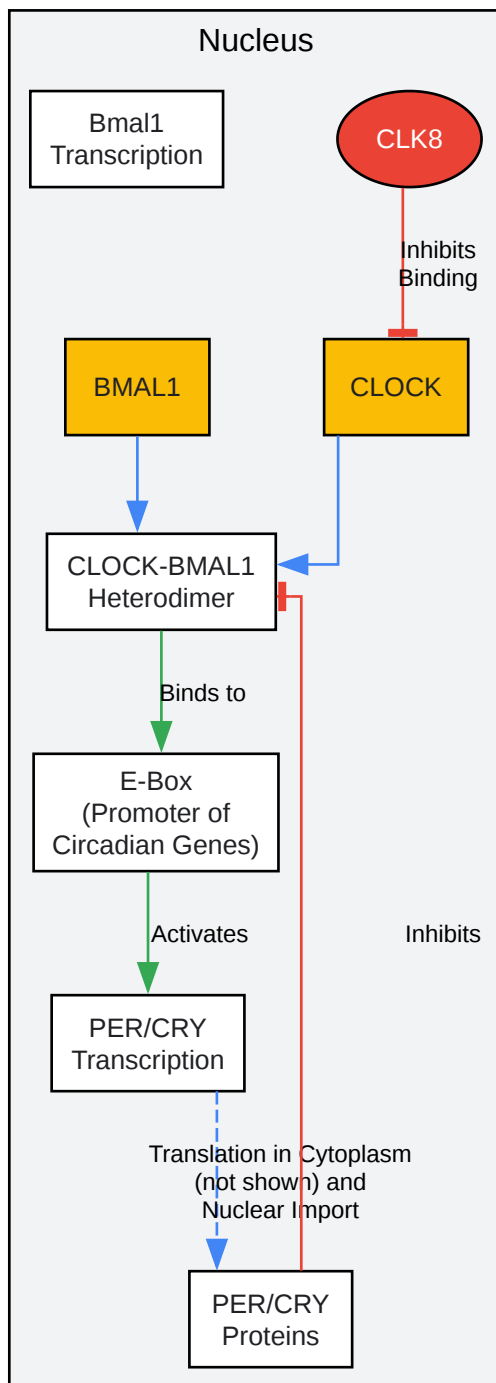 Nucleus
Bmal1
Transcription
CLK8
Inhibits
Binding
BMAL1
CLOCK
CLOCK-BMAL1
Heterodimer
Binds to
E-Box
(Promoter of
Circadian Genes)
Activates
Inhibits
PER/CRY
Transcription
Translation in Cytoplasm
(not shown) and
Nuclear Import
PER/CRY
Proteins